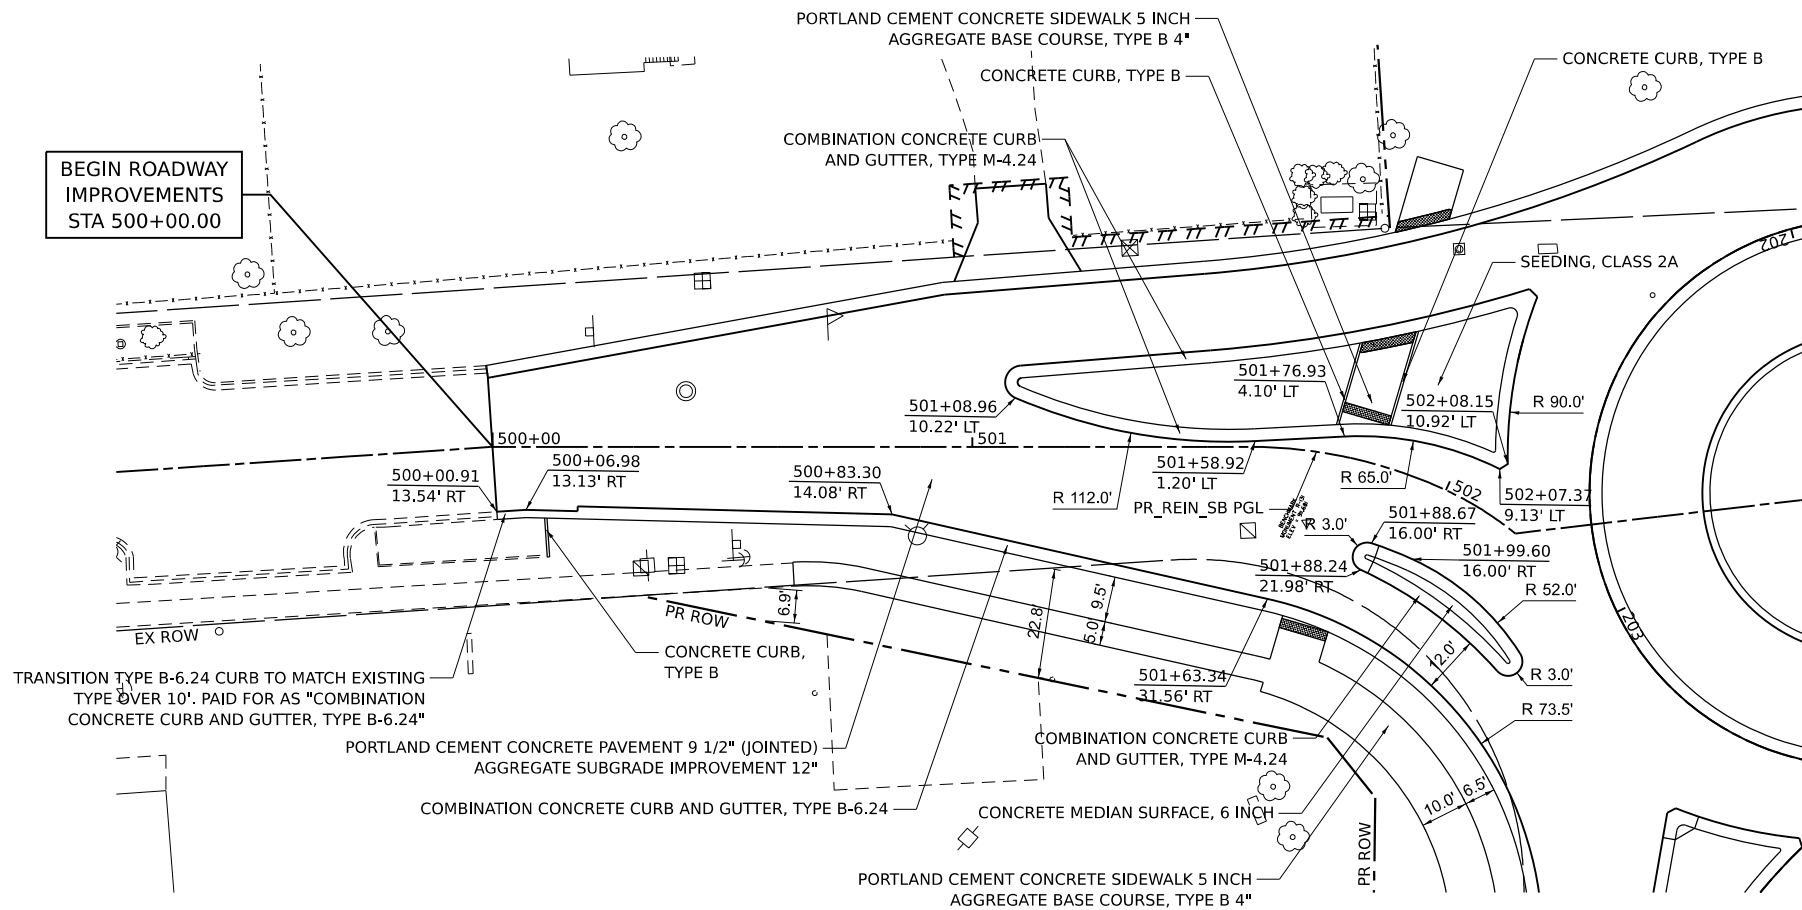 PORTLAND CEMENT CONCRETE SIDEWALK 5 INCH
AGGREGATE BASE COURSE, TYPE B 4"
CONCRETE CURB, TYPE B
CONCRETE CURB, TYPE B
COMBINATION CONCRETE CURB
AND GUTTER, TYPE M-4.24
BEGIN ROADWAY
IMPROVEMENTS
STA 500+00.00
1202
SEEDING, CLASS 2A
501+76.93
4.10' LT
502+08.15
10.92' LT
R 90.0'
501+08.96
10.22' LT
500+00
501
500+06.98
13.13' RT
500+00.91
13.54' RT
500+83.30
14.08' RT
501+58.92
1.20' LT
R 112.0'
R 65.0'
502
502+07.37
9.13' LT
PR_REIN_SB PGL
R 3.0'
501+88.67
16.00' RT
501+99.60
16.00' RT
501+88.24
21.98' RT
R 52.0'
1203
EX ROW
PR ROW
6.9'
22.8'
9.5'
5.0'
12.0'
CONCRETE CURB,
TYPE B
501+63.34
31.56' RT
R 3.0'
R 73.5'
TRANSITION TYPE B-6.24 CURB TO MATCH EXISTING
TYPE OVER 10'. PAID FOR AS "COMBINATION
CONCRETE CURB AND GUTTER, TYPE B-6.24"
PORTLAND CEMENT CONCRETE PAVEMENT 9 1/2" (JOINTED)
AGGREGATE SUBGRADE IMPROVEMENT 12"
COMBINATION CONCRETE CURB
AND GUTTER, TYPE M-4.24
COMBINATION CONCRETE CURB AND GUTTER, TYPE B-6.24
CONCRETE MEDIAN SURFACE, 6 INCH
10.0'
6.5'
PR ROW
PORTLAND CEMENT CONCRETE SIDEWALK 5 INCH
AGGREGATE BASE COURSE, TYPE B 4"